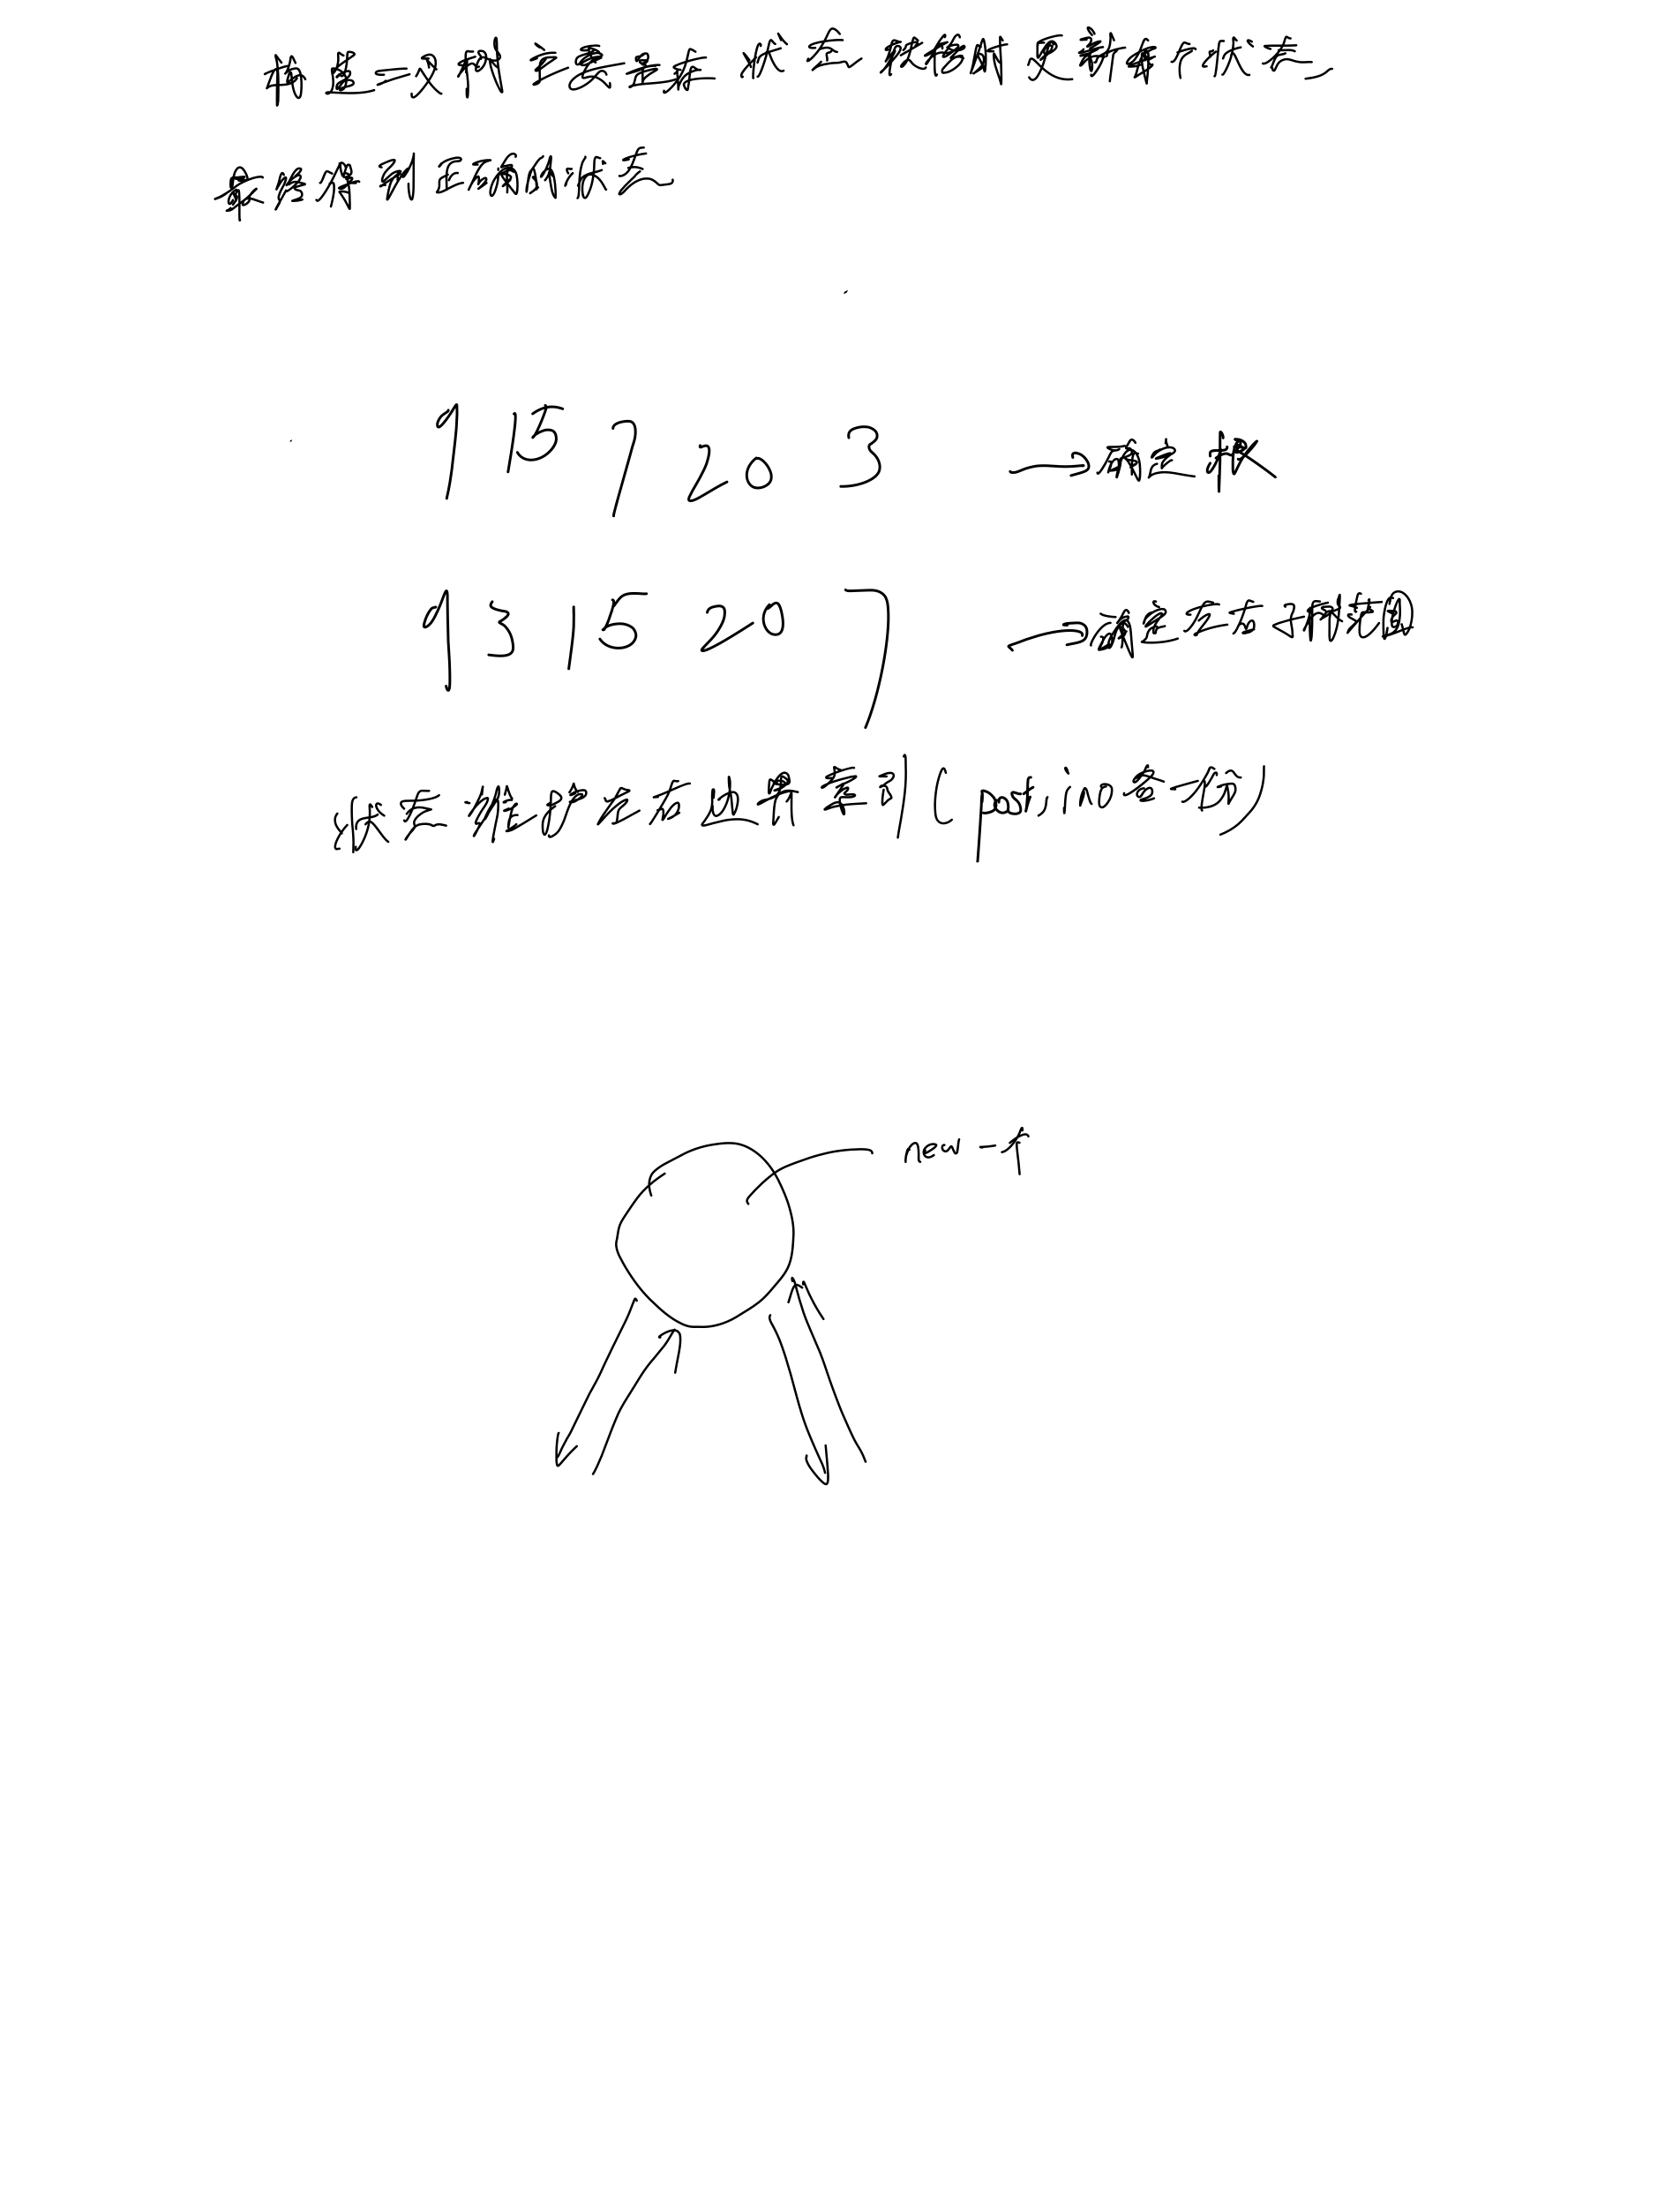 构造二叉树主要是在状态转移时更新每个状态
最终得到正确的状态
9 15 7 20 3 →确定根
9 3 15 20 7 →确定左右子树范围
状态维护左右边界索引(post,ino各一份)
new 一个